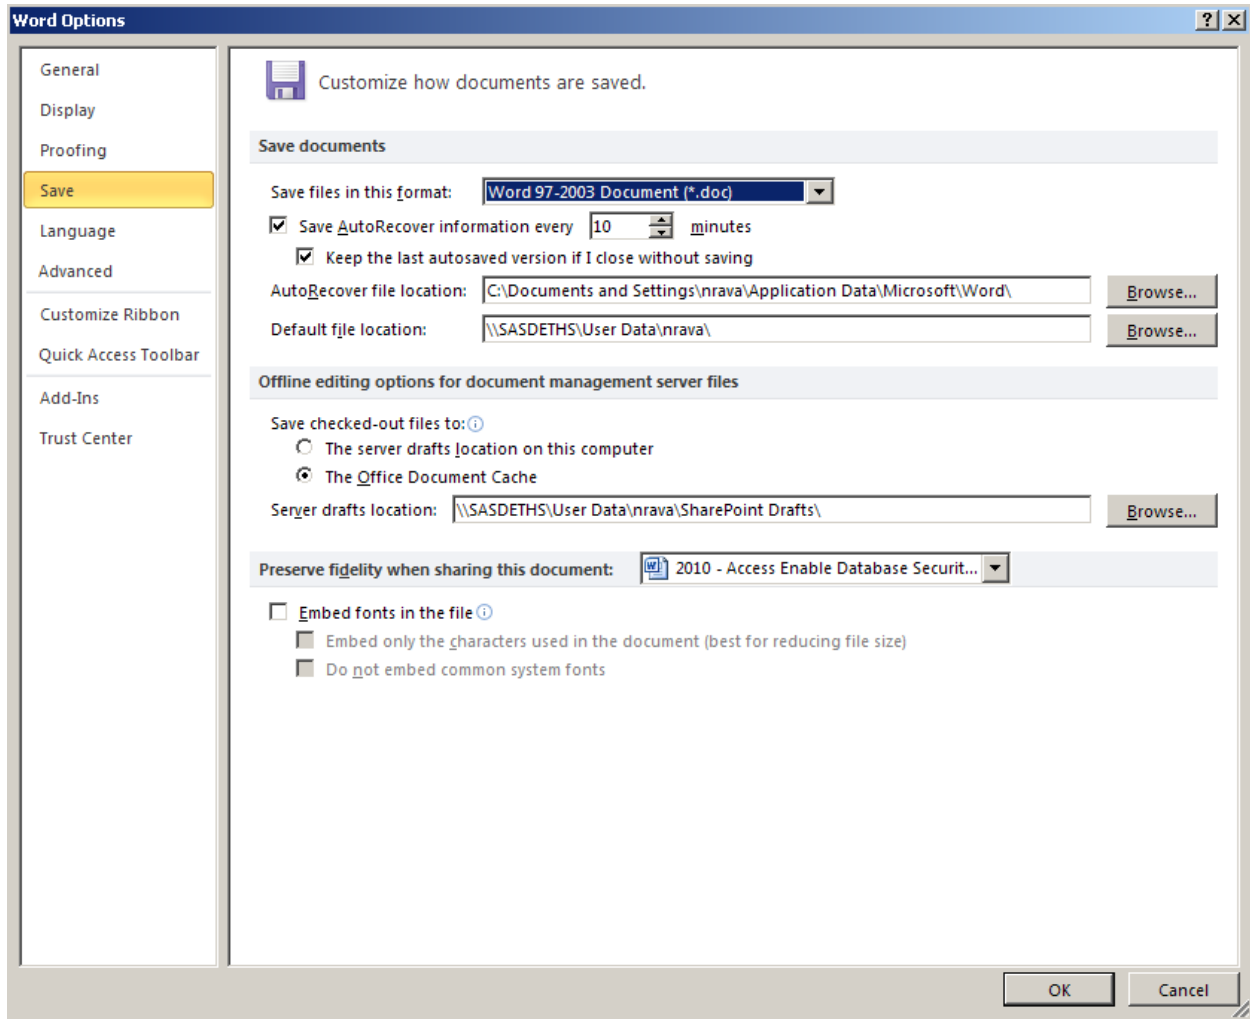 Word Options
General
Display
Proofing
Save
Language
Advanced
Customize Ribbon
Quick Access Toolbar
Add-Ins
Trust Center
Customize how documents are saved.
Save documents
Save files in this format: Word 97-2003 Document (*.doc)
Save AutoRecover information every 10 minutes
Keep the last autosaved version if I close without saving
AutoRecover file location: C:\Documents and Settings\nrava\Application Data\Microsoft\Word\ Browse...
Default file location: \\SASDETHS\User Data\nrava\ Browse...
Offline editing options for document management server files
Save checked-out files to:
The server drafts location on this computer
The Office Document Cache
Server drafts location: \\SASDETHS\User Data\nrava\SharePoint Drafts\ Browse...
Preserve fidelity when sharing this document: 2010 - Access Enable Database Securit...
Embed fonts in the file
Embed only the characters used in the document (best for reducing file size)
Do not embed common system fonts
OK Cancel